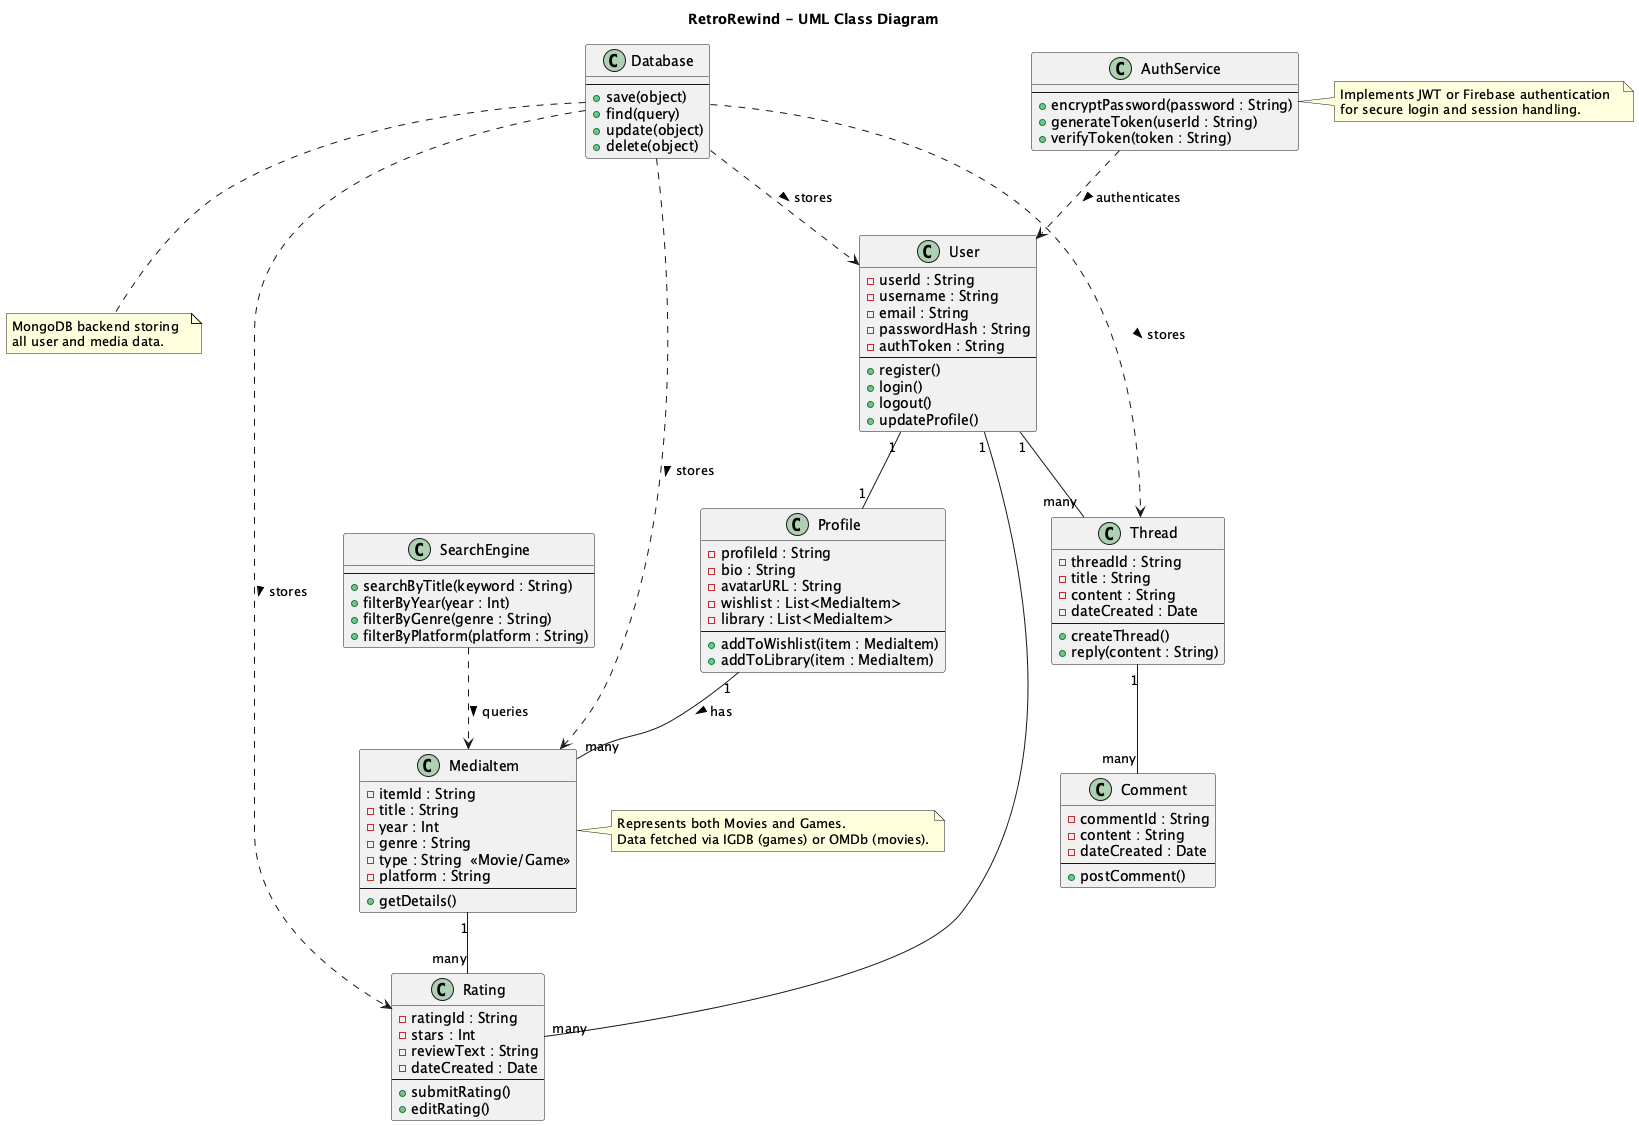 RetroRewind – UML Class Diagram
C Database
save(object)
find(query)
update(object)
delete(object)
C AuthService
encryptPassword(password : String)
generateToken(userId : String)
verifyToken(token : String)
Implements JWT or Firebase authentication
for secure login and session handling.
stores
authenticates
C User
userId : String
username : String
email : String
passwordHash : String
authToken : String
register()
login()
logout()
updateProfile()
MongoDB backend storing
all user and media data.
stores
1
1
1
stores
1
many
C SearchEngine
searchByTitle(keyword : String)
filterByYear(year : Int)
filterByGenre(genre : String)
filterByPlatform(platform : String)
C Profile
profileId : String
bio : String
avatarURL : String
wishlist : List<MediaItem>
library : List<MediaItem>
addToWishlist(item : MediaItem)
addToLibrary(item : MediaItem)
C Thread
threadId : String
title : String
content : String
dateCreated : Date
createThread()
reply(content : String)
stores
1
1
queries
has
many
many
C MediaItem
itemId : String
title : String
year : Int
genre : String
type : String «Movie/Game»
platform : String
getDetails()
Represents both Movies and Games.
Data fetched via IGDB (games) or OMDb (movies).
C Comment
commentId : String
content : String
dateCreated : Date
postComment()
1
many
C Rating
ratingId : String
stars : Int
reviewText : String
dateCreated : Date
submitRating()
editRating()
many